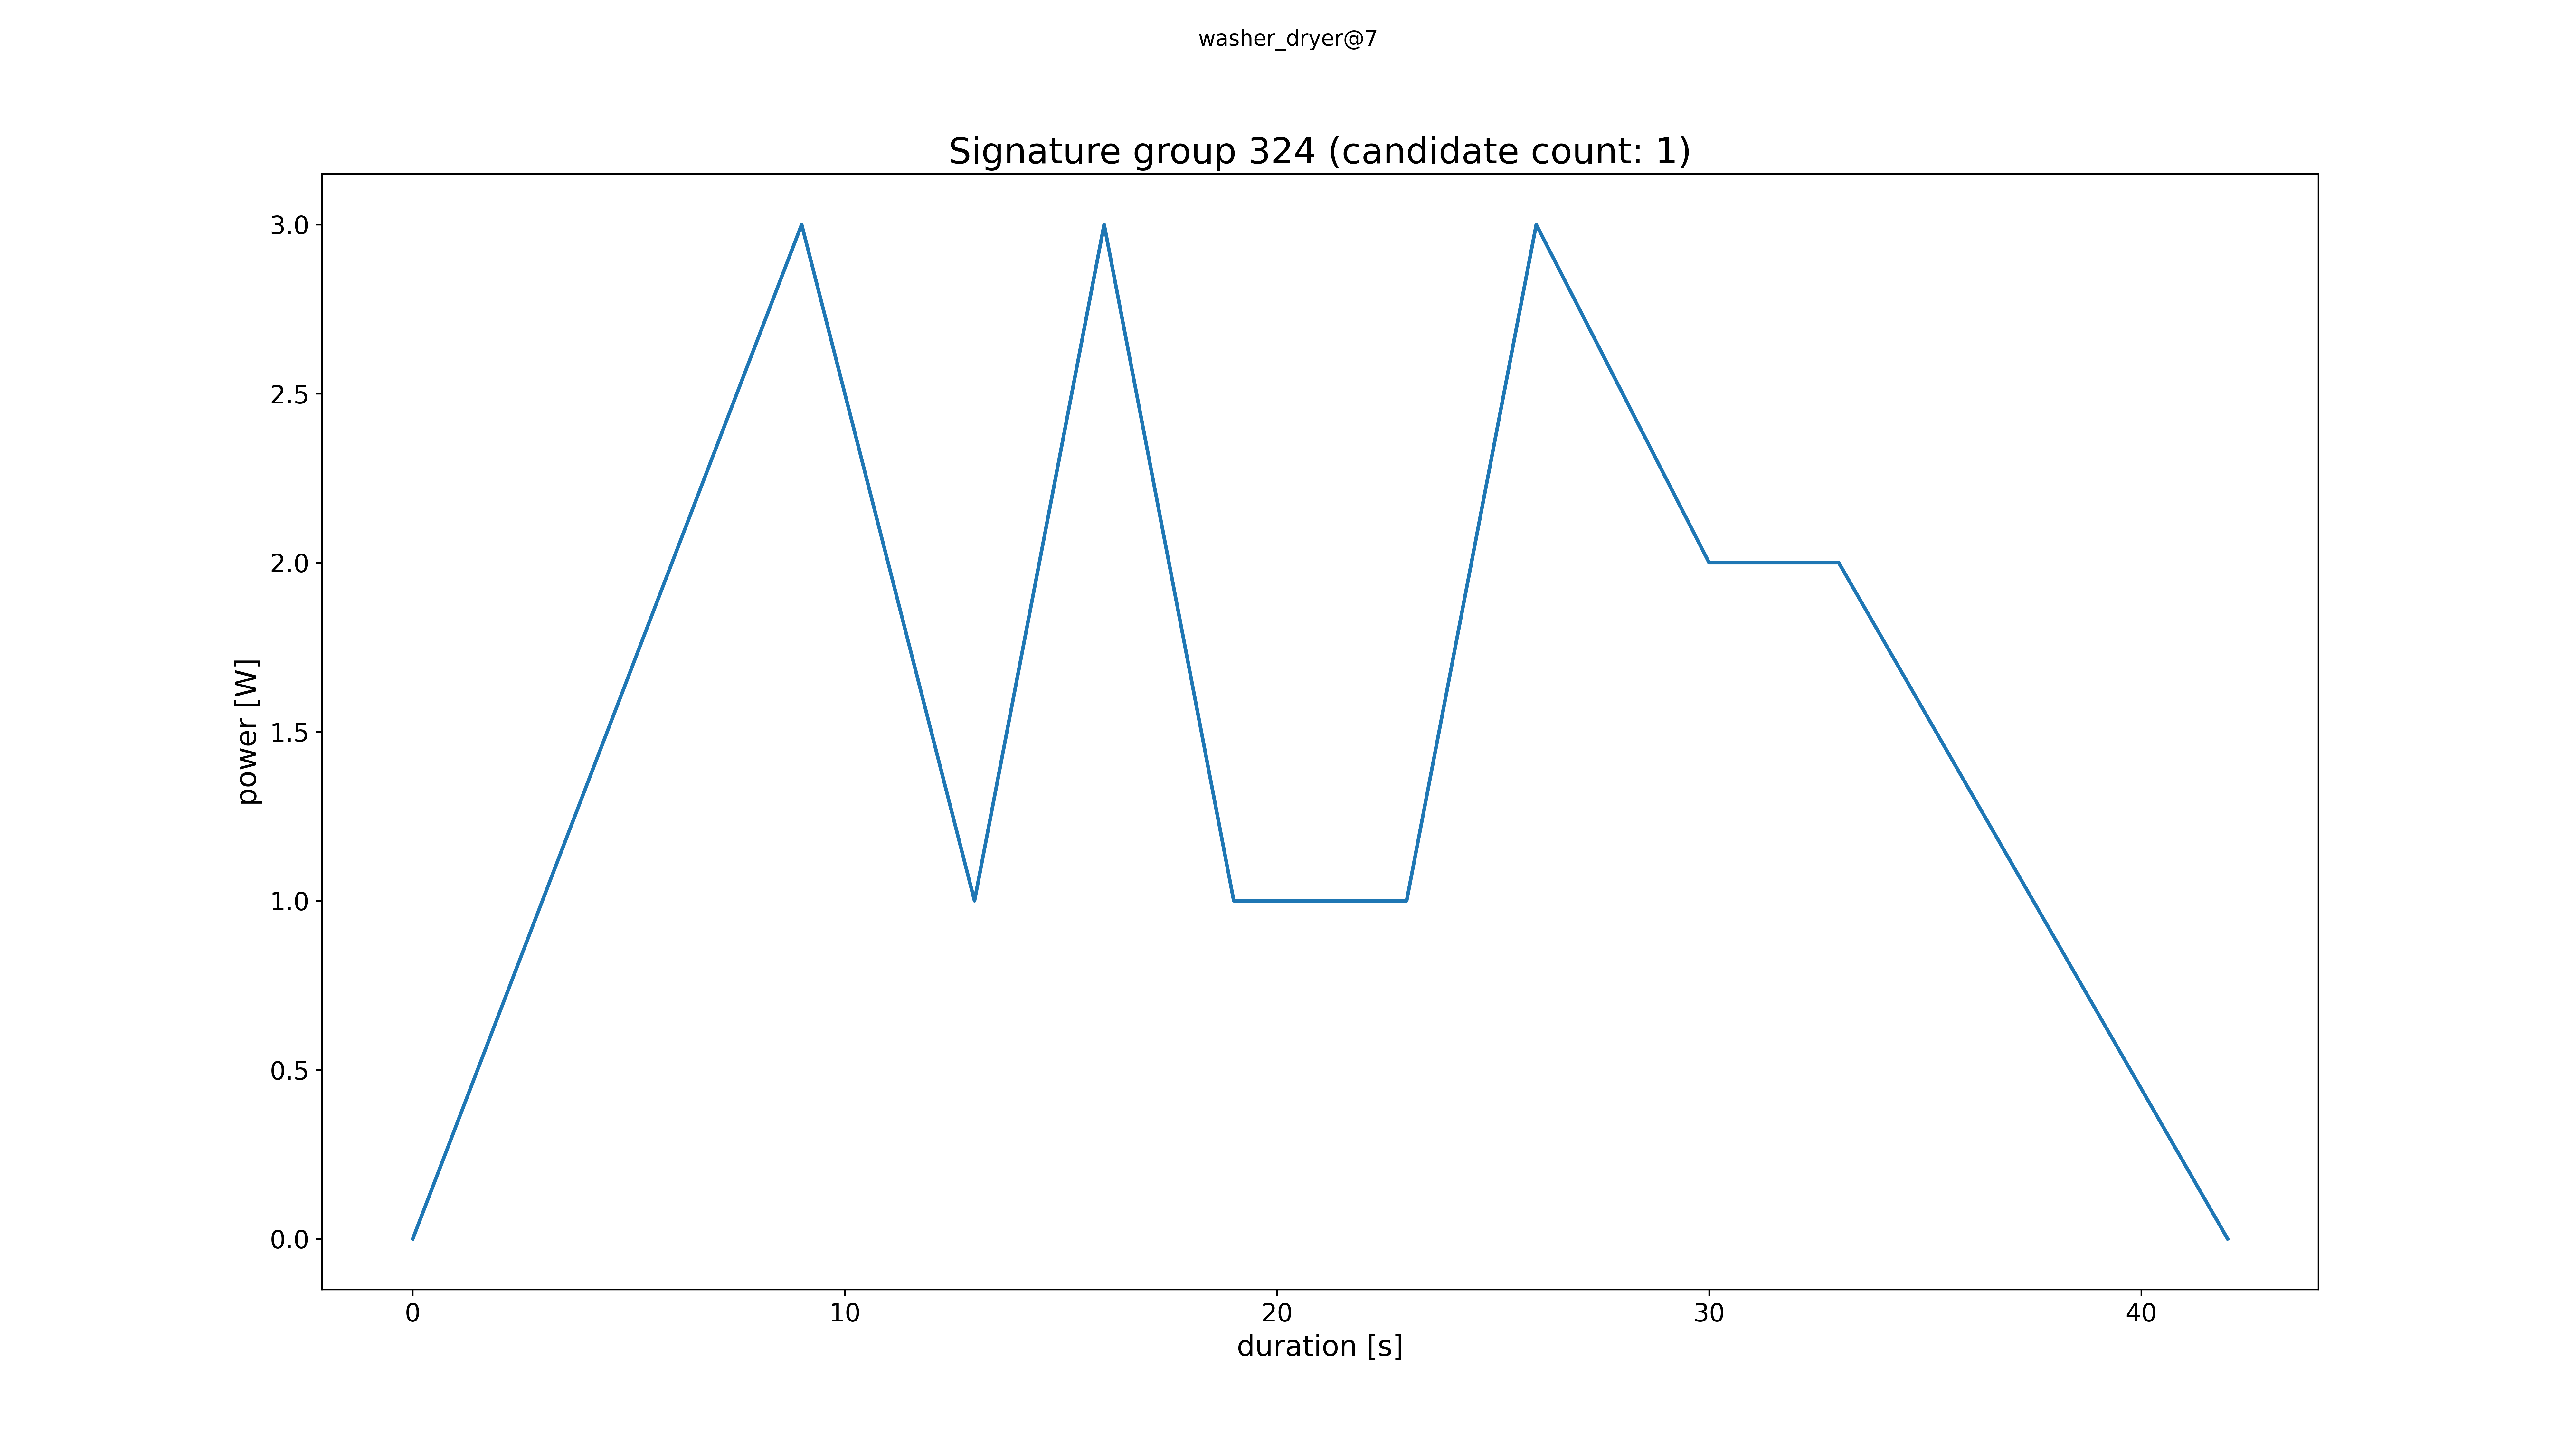 washer_dryer@7
Signature group 324 (candidate count: 1)
3.0
2.5
2.0
1.5
1.0
0.5
0.0
power [W]
0 10 20 30 40
duration [s]